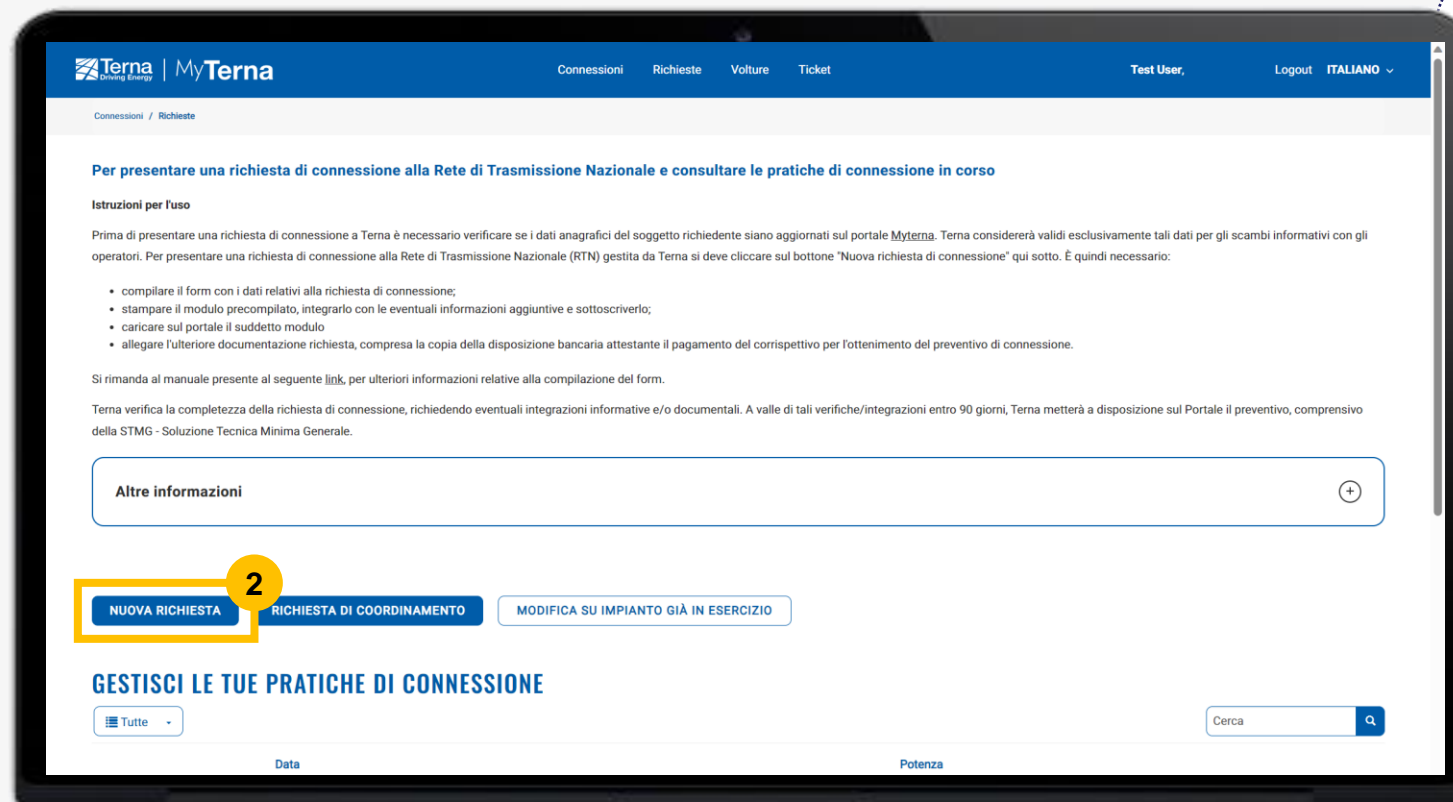 Terna | MyTerna
Driving Energy
Connessioni Richieste Volture Ticket
Test User, Logout ITALIANO
Connessioni / Richieste
Per presentare una richiesta di connessione alla Rete di Trasmissione Nazionale e consultare le pratiche di connessione in corso
Istruzioni per l'uso
Prima di presentare una richiesta di connessione a Terna è necessario verificare se i dati anagrafici del soggetto richiedente siano aggiornati sul portale Myterna. Terna considererà validi esclusivamente tali dati per gli scambi informativi con gli
operatori. Per presentare una richiesta di connessione alla Rete di Trasmissione Nazionale (RTN) gestita da Terna si deve cliccare sul bottone "Nuova richiesta di connessione" qui sotto. È quindi necessario:
• compilare il form con i dati relativi alla richiesta di connessione;
• stampare il modulo precompilato, integrarlo con le eventuali informazioni aggiuntive e sottoscriverlo;
• caricare sul portale il suddetto modulo
• allegare l'ulteriore documentazione richiesta, compresa la copia della disposizione bancaria attestante il pagamento del corrispettivo per l'ottenimento del preventivo di connessione.
Si rimanda al manuale presente al seguente link, per ulteriori informazioni relative alla compilazione del form.
Terna verifica la completezza della richiesta di connessione, richiedendo eventuali integrazioni informative e/o documentali. A valle di tali verifiche/integrazioni entro 90 giorni, Terna metterà a disposizione sul Portale il preventivo, comprensivo
della STMG - Soluzione Tecnica Minima Generale.
Altre informazioni
2
NUOVA RICHIESTA RICHIESTA DI COORDINAMENTO MODIFICA SU IMPIANTO GIÀ IN ESERCIZIO
GESTISCI LE TUE PRATICHE DI CONNESSIONE
Tutte Cerca
Data Potenza